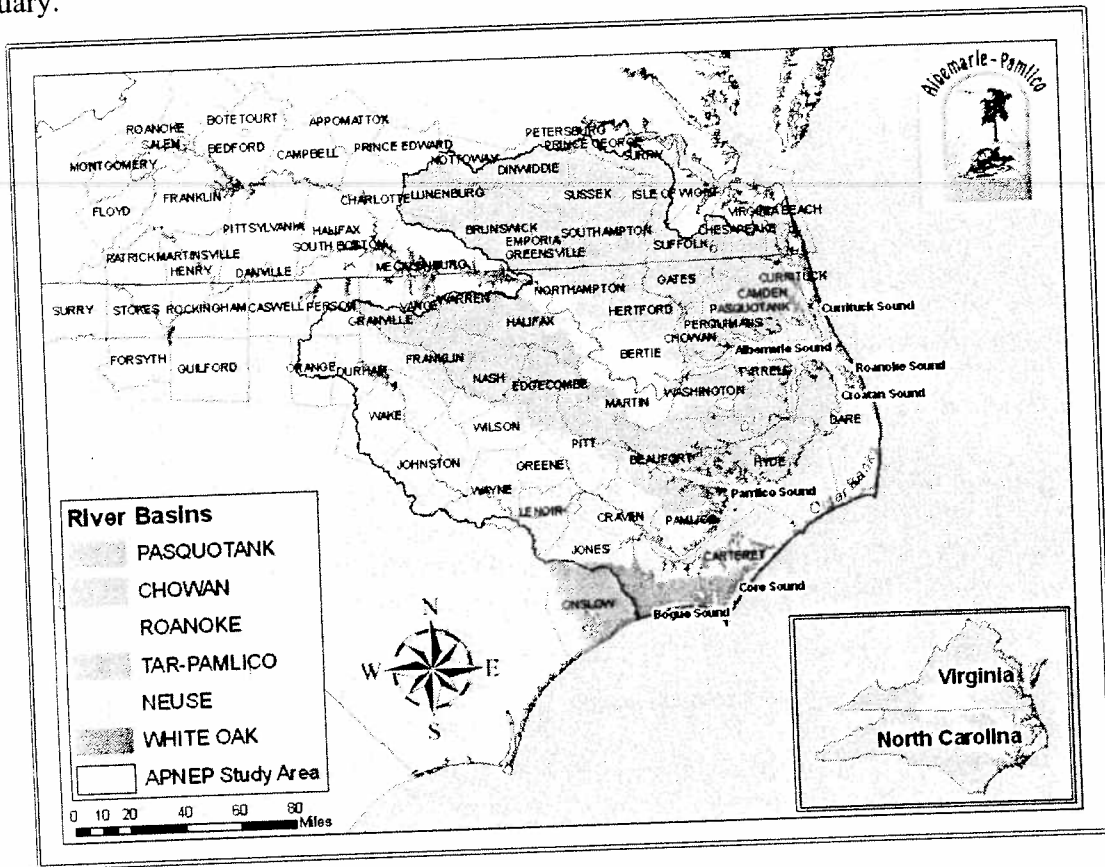 uary.
Albemarle-Pamlico
ROANOKE
SALEM
BOTETOURT
APPOMATTOX
MONTGOMERY
BEDFORD
CAMPBELL
PRINCE EDWARD
NOTTOWAY
PETERSBURG
PRINCE GEORGE
SURRY
DINWIDDIE
FLOYD
FRANKLIN
CHARLOTTE
LUNENBURG
SUSSEX
ISLE OF WIGHT
VIRGINIA BEACH
PITTSYLVANIA
HALIFAX
SOUTH BOSTON
BRUNSWICK
EMPORIA
GREENSVILLE
SOUTHAMPTON
SUFFOLK
CHESAPEAKE
PATRICK
MARTINSVILLE
HENRY
DANVILLE
MECKLENBURG
SURRY
STOKES
ROCKINGHAM
CASWELL
PERSON
GRANVILLE
VANCE
WARREN
NORTHAMPTON
GATES
CURRITUCK
CAMDEN
PASQUOTANK
Currituck Sound
HERTFORD
PERQUIMANS
CHOWAN
HALIFAX
BERTIE
Albemarle Sound
Roanoke Sound
Croatan Sound
FORSYTH
GUILFORD
ORANGE
DURHAM
FRANKLIN
NASH
EDGECOMBE
MARTIN
WASHINGTON
TYRRELL
DARE
WAKE
WILSON
PITT
BEAUFORT
HYDE
JOHNSTON
GREENE
Pamlico Sound
Outer Banks
WAYNE
LENOIR
CRAVEN
PAMLICO
JONES
CARTERET
Core Sound
ONSLOW
Bogue Sound
River Basins
PASQUOTANK
CHOWAN
ROANOKE
TAR-PAMLICO
NEUSE
WHITE OAK
APNEP Study Area
0 10 20 40 60 80
Miles
N
W E
S
Virginia
North Carolina